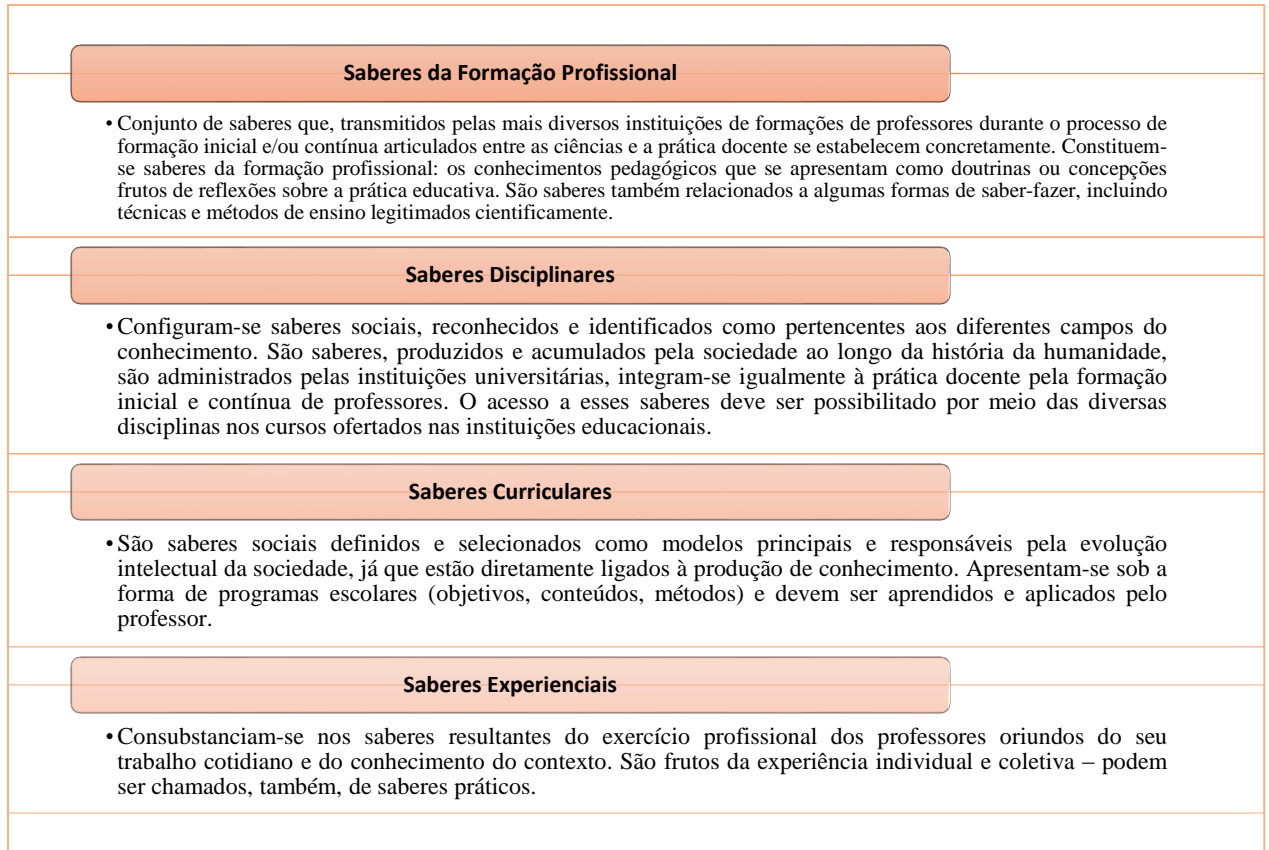 Saberes da Formação Profissional
• Conjunto de saberes que, transmitidos pelas mais diversos instituições de formações de professores durante o processo de
formação inicial e/ou contínua articulados entre as ciências e a prática docente se estabelecem concretamente. Constituem-
se saberes da formação profissional: os conhecimentos pedagógicos que se apresentam como doutrinas ou concepções
frutos de reflexões sobre a prática educativa. São saberes também relacionados a algumas formas de saber-fazer, incluindo
técnicas e métodos de ensino legitimados cientificamente.
Saberes Disciplinares
• Configuram-se saberes sociais, reconhecidos e identificados como pertencentes aos diferentes campos do
conhecimento. São saberes, produzidos e acumulados pela sociedade ao longo da história da humanidade,
são administrados pelas instituições universitárias, integram-se igualmente à prática docente pela formação
inicial e contínua de professores. O acesso a esses saberes deve ser possibilitado por meio das diversas
disciplinas nos cursos ofertados nas instituições educacionais.
Saberes Curriculares
• São saberes sociais definidos e selecionados como modelos principais e responsáveis pela evolução
intelectual da sociedade, já que estão diretamente ligados à produção de conhecimento. Apresentam-se sob a
forma de programas escolares (objetivos, conteúdos, métodos) e devem ser aprendidos e aplicados pelo
professor.
Saberes Experienciais
• Consubstanciam-se nos saberes resultantes do exercício profissional dos professores oriundos do seu
trabalho cotidiano e do conhecimento do contexto. São frutos da experiência individual e coletiva – podem
ser chamados, também, de saberes práticos.